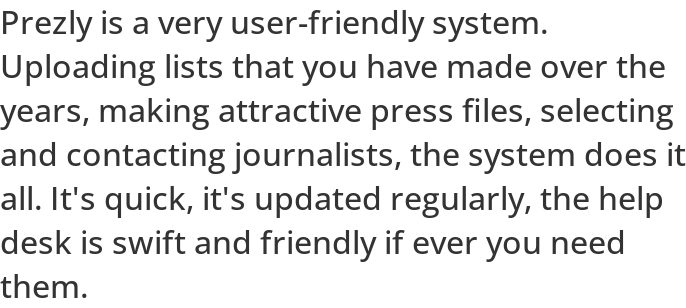 Prezly is a very user-friendly system.
Uploading lists that you have made over the
years, making attractive press files, selecting
and contacting journalists, the system does it
all. It's quick, it's updated regularly, the help
desk is swift and friendly if ever you need
them.